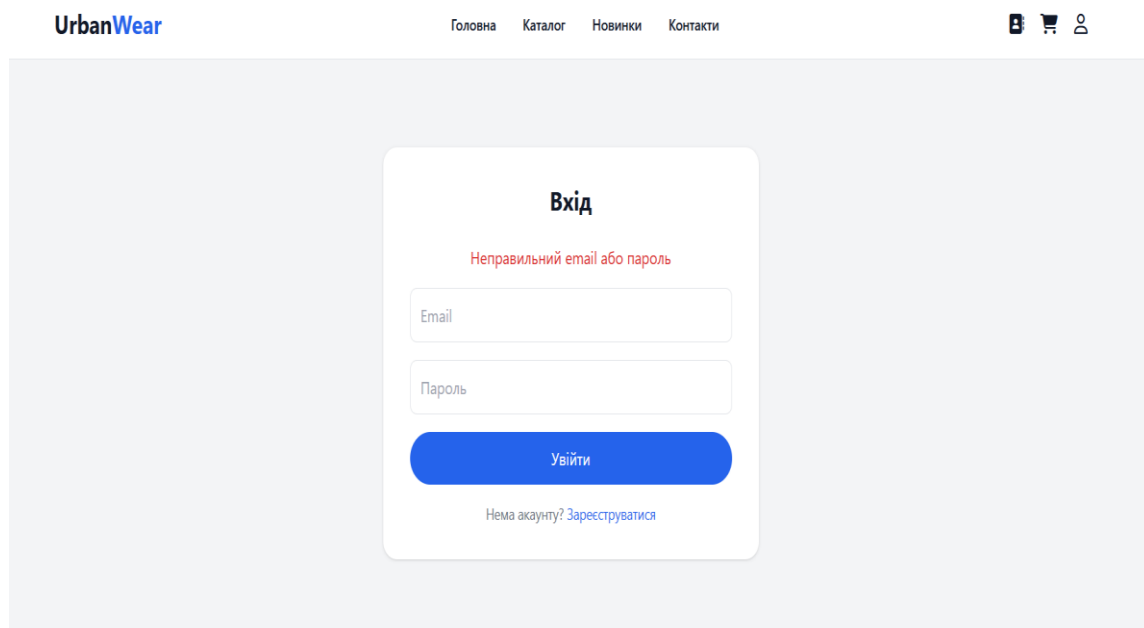 UrbanWear Головна Каталог Новинки Контакти
Вхід
Неправильний email або пароль
Email
Пароль
Увійти
Нема акаунту? Зареєструватися